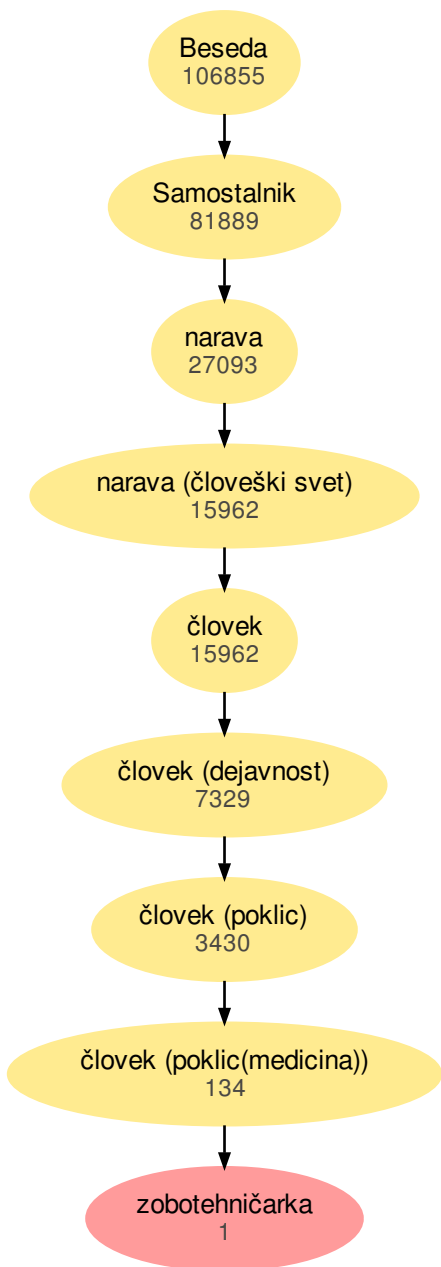 Beseda
106855
Samostalnik
81889
narava
27093
narava (človeški svet)
15962
človek
15962
človek (dejavnost)
7329
človek (poklic)
3430
človek (poklic(medicina))
134
zobotehničarka
1